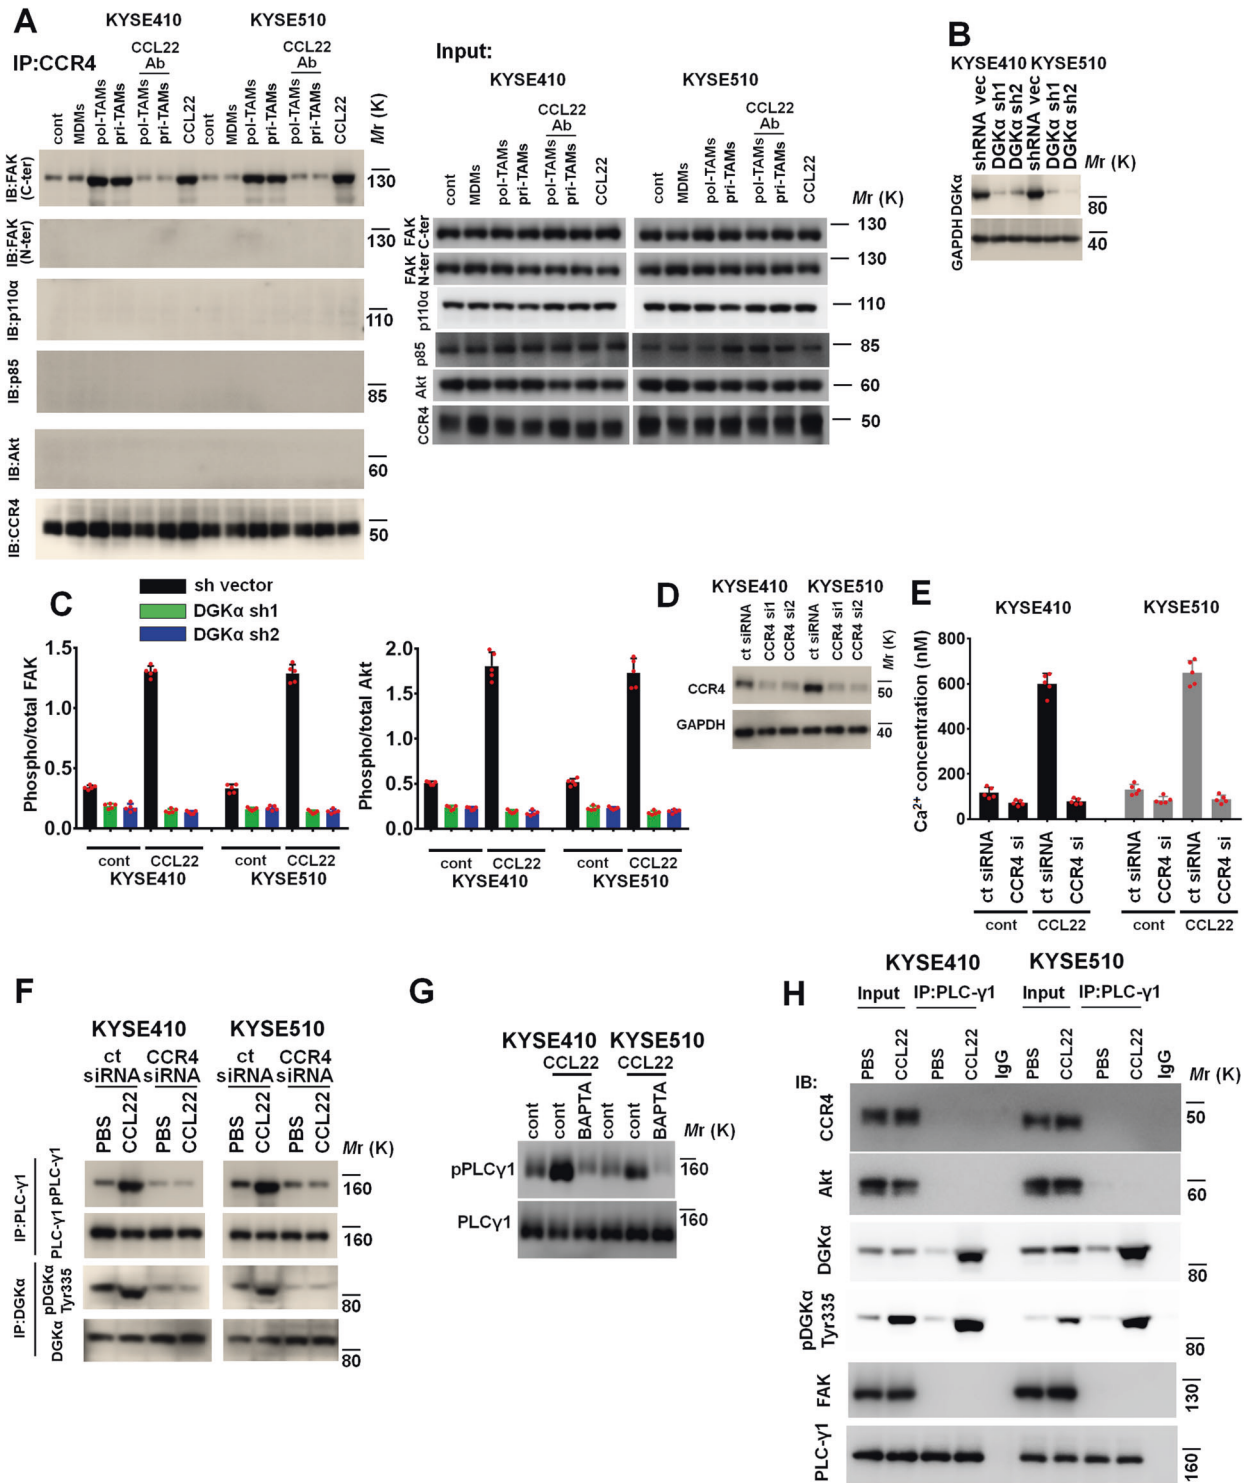 A
KYSE410 KYSE510
IP:CCR4
CCL22 CCL22
Ab Ab
cont MDMs pol-TAMs pri-TAMs pol-TAMs pri-TAMs CCL22 cont MDMs pol-TAMs pri-TAMs pol-TAMs pri-TAMs CCL22 Mr (K)
IB:FAK (C-ter) 130
IB:FAK (N-ter) 130
IB:p110α 110
IB:p85 85
IB:Akt 60
IB:CCR4 50
Input:
KYSE410 KYSE510
CCL22 CCL22
Ab Ab
cont MDMs pol-TAMs pri-TAMs pol-TAMs pri-TAMs CCL22 cont MDMs pol-TAMs pri-TAMs pol-TAMs pri-TAMs CCL22 Mr (K)
FAK C-ter 130
FAK N-ter 130
p110α 110
p85 85
Akt 60
CCR4 50
B
KYSE410 KYSE510
shRNA vec DGKα sh1 DGKα sh2 shRNA vec DGKα sh1 DGKα sh2 Mr (K)
DGKα 80
GAPDH 40
C
sh vector
DGKα sh1
DGKα sh2
Phospho/total FAK
1.5
1.0
0.5
0.0
cont CCL22 cont CCL22
KYSE410 KYSE510
Phospho/total Akt
2.0
1.5
1.0
0.5
0.0
cont CCL22 cont CCL22
KYSE410 KYSE510
D
KYSE410 KYSE510
ct siRNA CCR4 si1 CCR4 si2 ct siRNA CCR4 si1 CCR4 si2 Mr (K)
CCR4 50
GAPDH 40
E
KYSE410 KYSE510
Ca²⁺ concentration (nM)
800
600
400
200
0
ct siRNA CCR4 si ct siRNA CCR4 si ct siRNA CCR4 si ct siRNA CCR4 si
cont CCL22 cont CCL22
F
KYSE410 KYSE510
ct siRNA CCR4 siRNA ct siRNA CCR4 siRNA
PBS CCL22 PBS CCL22 PBS CCL22 PBS CCL22 Mr (K)
IP:PLC-γ1
pPLC-γ1 160
PLC-γ1 160
IP:DGKα
pDGKα Tyr335 80
DGKα 80
G
KYSE410 KYSE510
CCL22 CCL22
cont cont BAPTA cont cont BAPTA Mr (K)
pPLCγ1 160
PLCγ1 160
H
KYSE410 KYSE510
Input IP:PLC-γ1 Input IP:PLC-γ1
IB: PBS CCL22 PBS CCL22 IgG PBS CCL22 PBS CCL22 IgG Mr (K)
CCR4 50
Akt 60
DGKα 80
pDGKα Tyr335 80
FAK 130
PLC-γ1 160